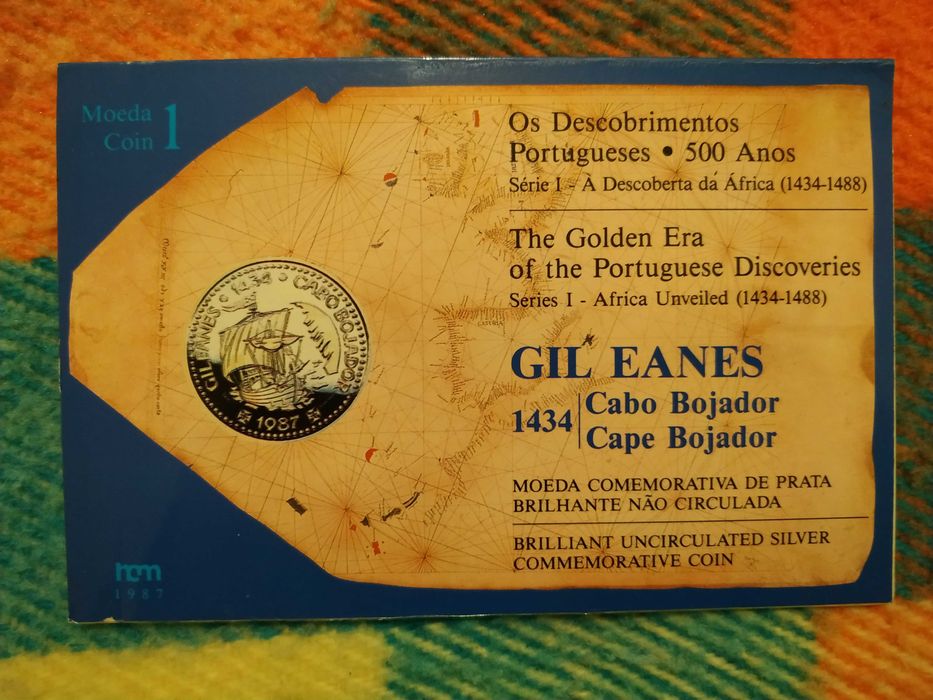 Moeda
Coin 1
Os Descobrimentos
Portugueses • 500 Anos
Série I - À Descoberta da África (1434-1488)
The Golden Era
of the Portuguese Discoveries
Series I - Africa Unveiled (1434-1488)
GIL EANES
1434 Cabo Bojador
Cape Bojador
MOEDA COMEMORATIVA DE PRATA
BRILHANTE NÃO CIRCULADA
BRILLIANT UNCIRCULATED SILVER
COMMEMORATIVE COIN
GIL EANES • 1434 • CABO BOJADOR
1987
incm
1987